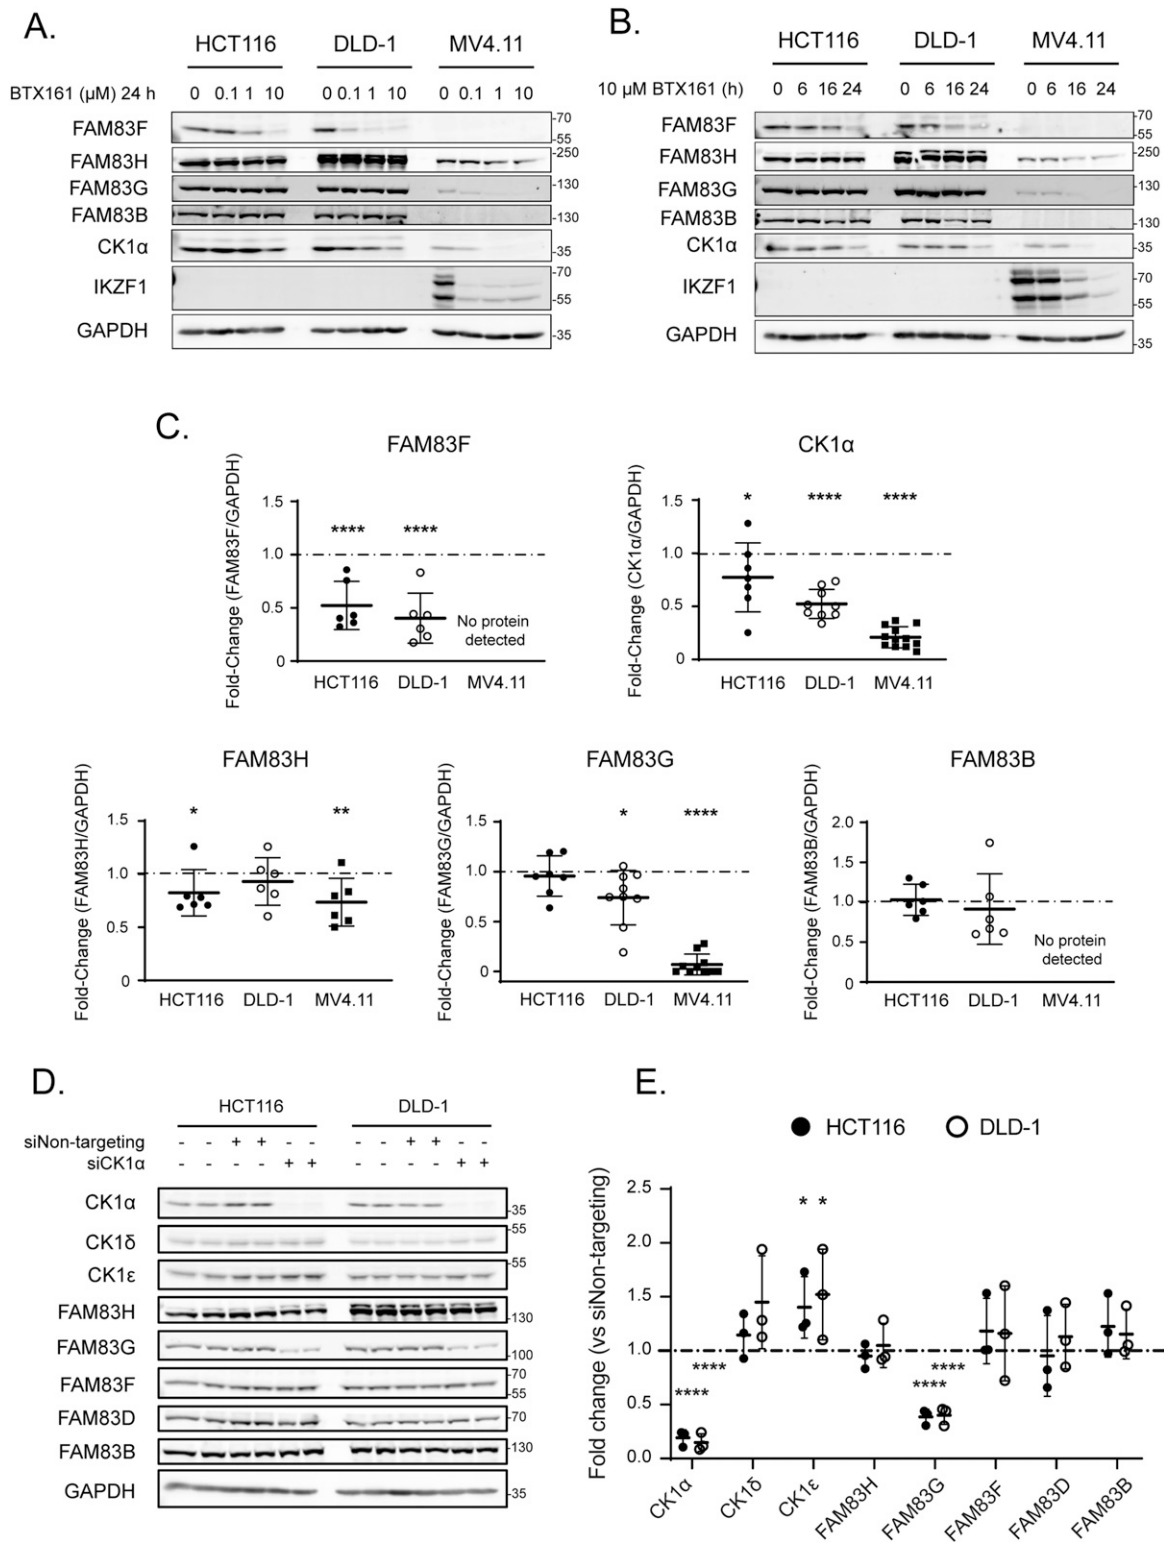 A.
HCT116 DLD-1 MV4.11
BTX161 (μM) 24 h 0 0.1 1 10 0 0.1 1 10 0 0.1 1 10
FAM83F -70 -55
FAM83H -250
FAM83G -130
FAM83B -130
CK1α -35
IKZF1 -70 -55
GAPDH -35
B.
HCT116 DLD-1 MV4.11
10 μM BTX161 (h) 0 6 16 24 0 6 16 24 0 6 16 24
FAM83F -70 -55
FAM83H -250
FAM83G -130
FAM83B -130
CK1α -35
IKZF1 -70 -55
GAPDH -35
C.
FAM83F
Fold-Change (FAM83F/GAPDH)
1.5
1.0
0.5
0
**** ****
No protein
detected
HCT116 DLD-1 MV4.11
CK1α
Fold-Change (CK1α/GAPDH)
1.5
1.0
0.5
0
* **** ****
HCT116 DLD-1 MV4.11
FAM83H
Fold-Change (FAM83H/GAPDH)
1.5
1.0
0.5
0
* **
HCT116 DLD-1 MV4.11
FAM83G
Fold-Change (FAM83G/GAPDH)
1.5
1.0
0.5
0
* ****
HCT116 DLD-1 MV4.11
FAM83B
Fold-Change (FAM83B/GAPDH)
2.0
1.5
1.0
0.5
0
No protein
detected
HCT116 DLD-1 MV4.11
D.
HCT116 DLD-1
siNon-targeting - - + + - - - - + + - -
siCK1α - - - - + + - - - - + +
CK1α -35
CK1δ -55
CK1ε -55
FAM83H -130
FAM83G -100
FAM83F -70 -55
FAM83D -70
FAM83B -130
GAPDH -35
E.
HCT116 DLD-1
Fold change (vs siNon-targeting)
2.5
2.0
1.5
1.0
0.5
0.0
* *
**** ****
**** ****
CK1α CK1δ CK1ε FAM83H FAM83G FAM83F FAM83D FAM83B